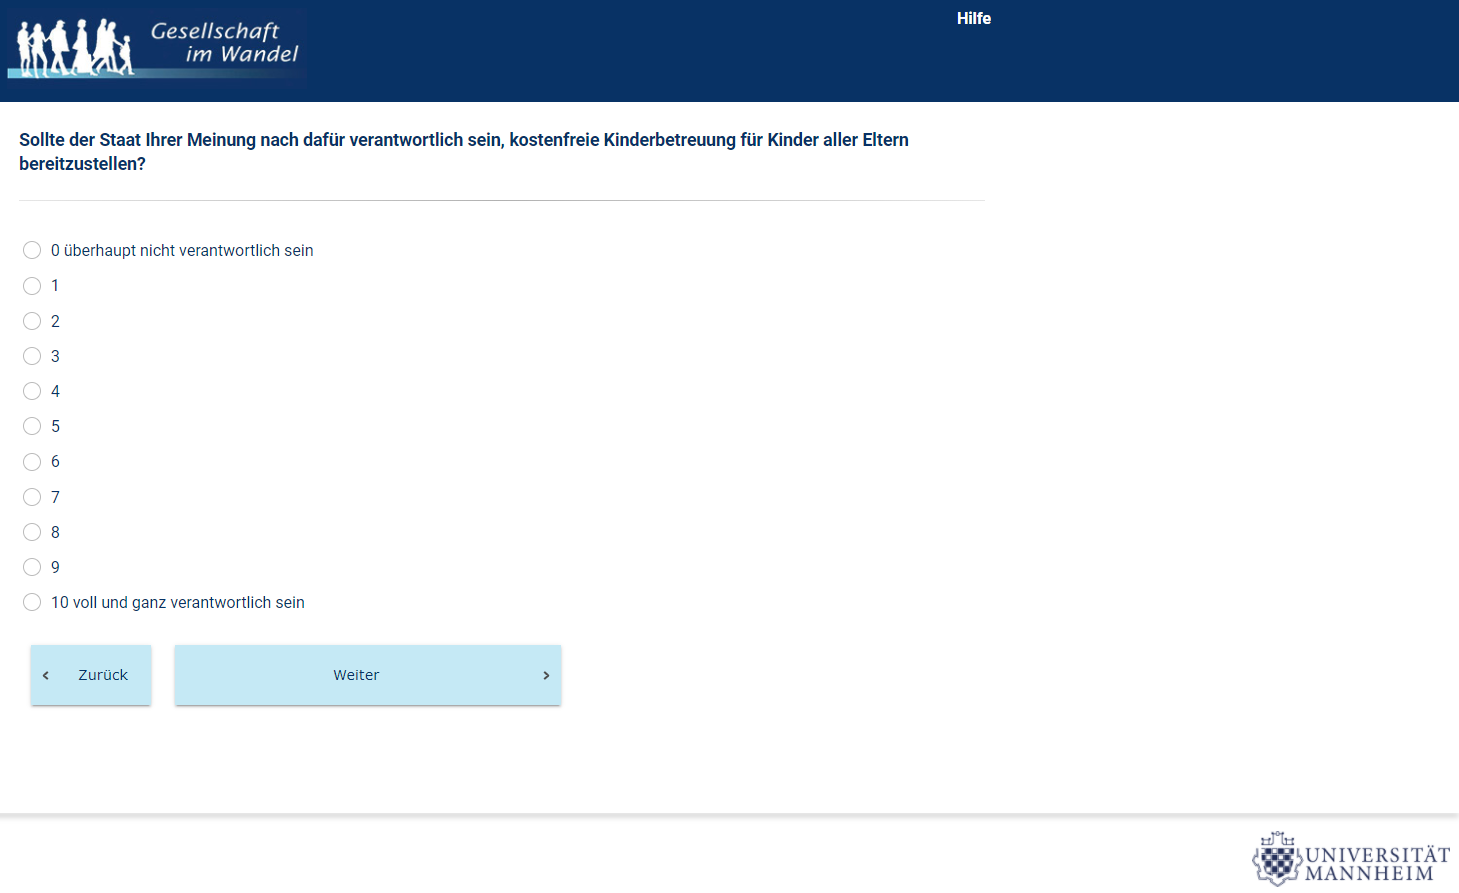 Gesellschaft
im Wandel
Hilfe
Sollte der Staat Ihrer Meinung nach dafür verantwortlich sein, kostenfreie Kinderbetreuung für Kinder aller Eltern
bereitzustellen?
0 überhaupt nicht verantwortlich sein
1
2
3
4
5
6
7
8
9
10 voll und ganz verantwortlich sein
‹ Zurück
Weiter ›
UNIVERSITÄT
MANNHEIM